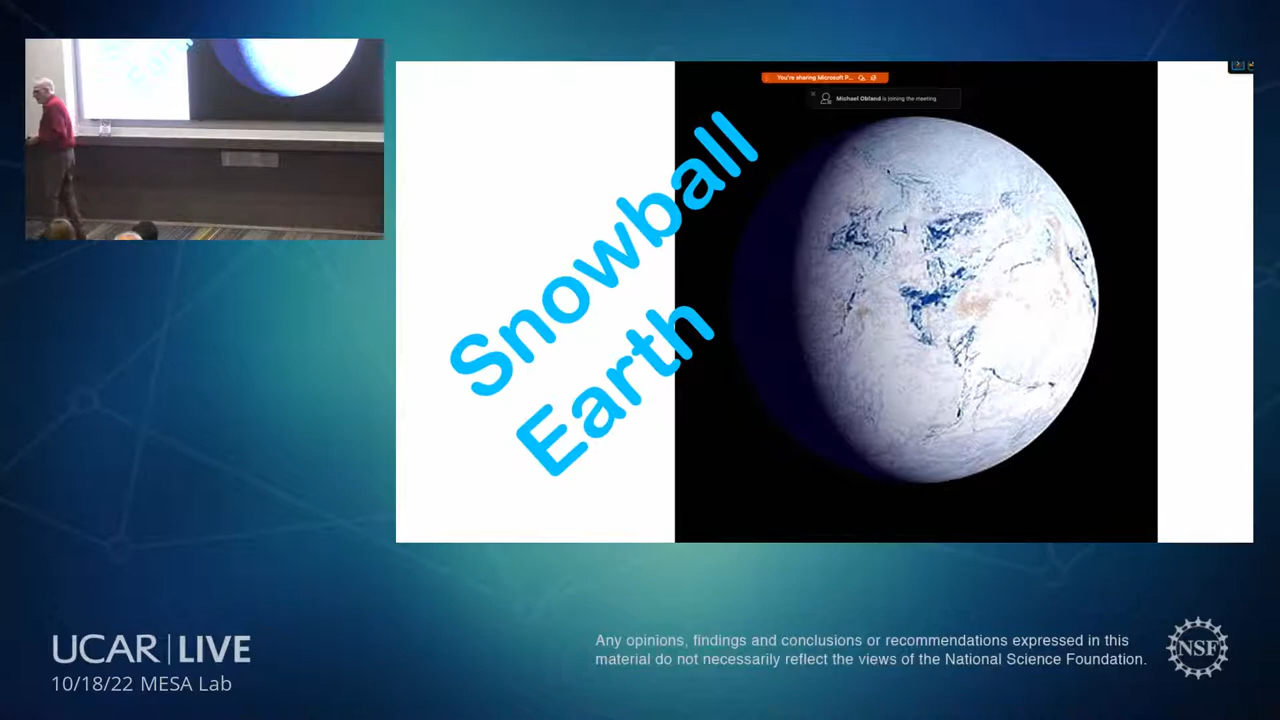 You're sharing Microsoft P...
Michael Obland is joining the meeting
Snowball
Earth
UCAR | LIVE
10/18/22 MESA Lab
Any opinions, findings and conclusions or recommendations expressed in this
material do not necessarily reflect the views of the National Science Foundation.
NSF